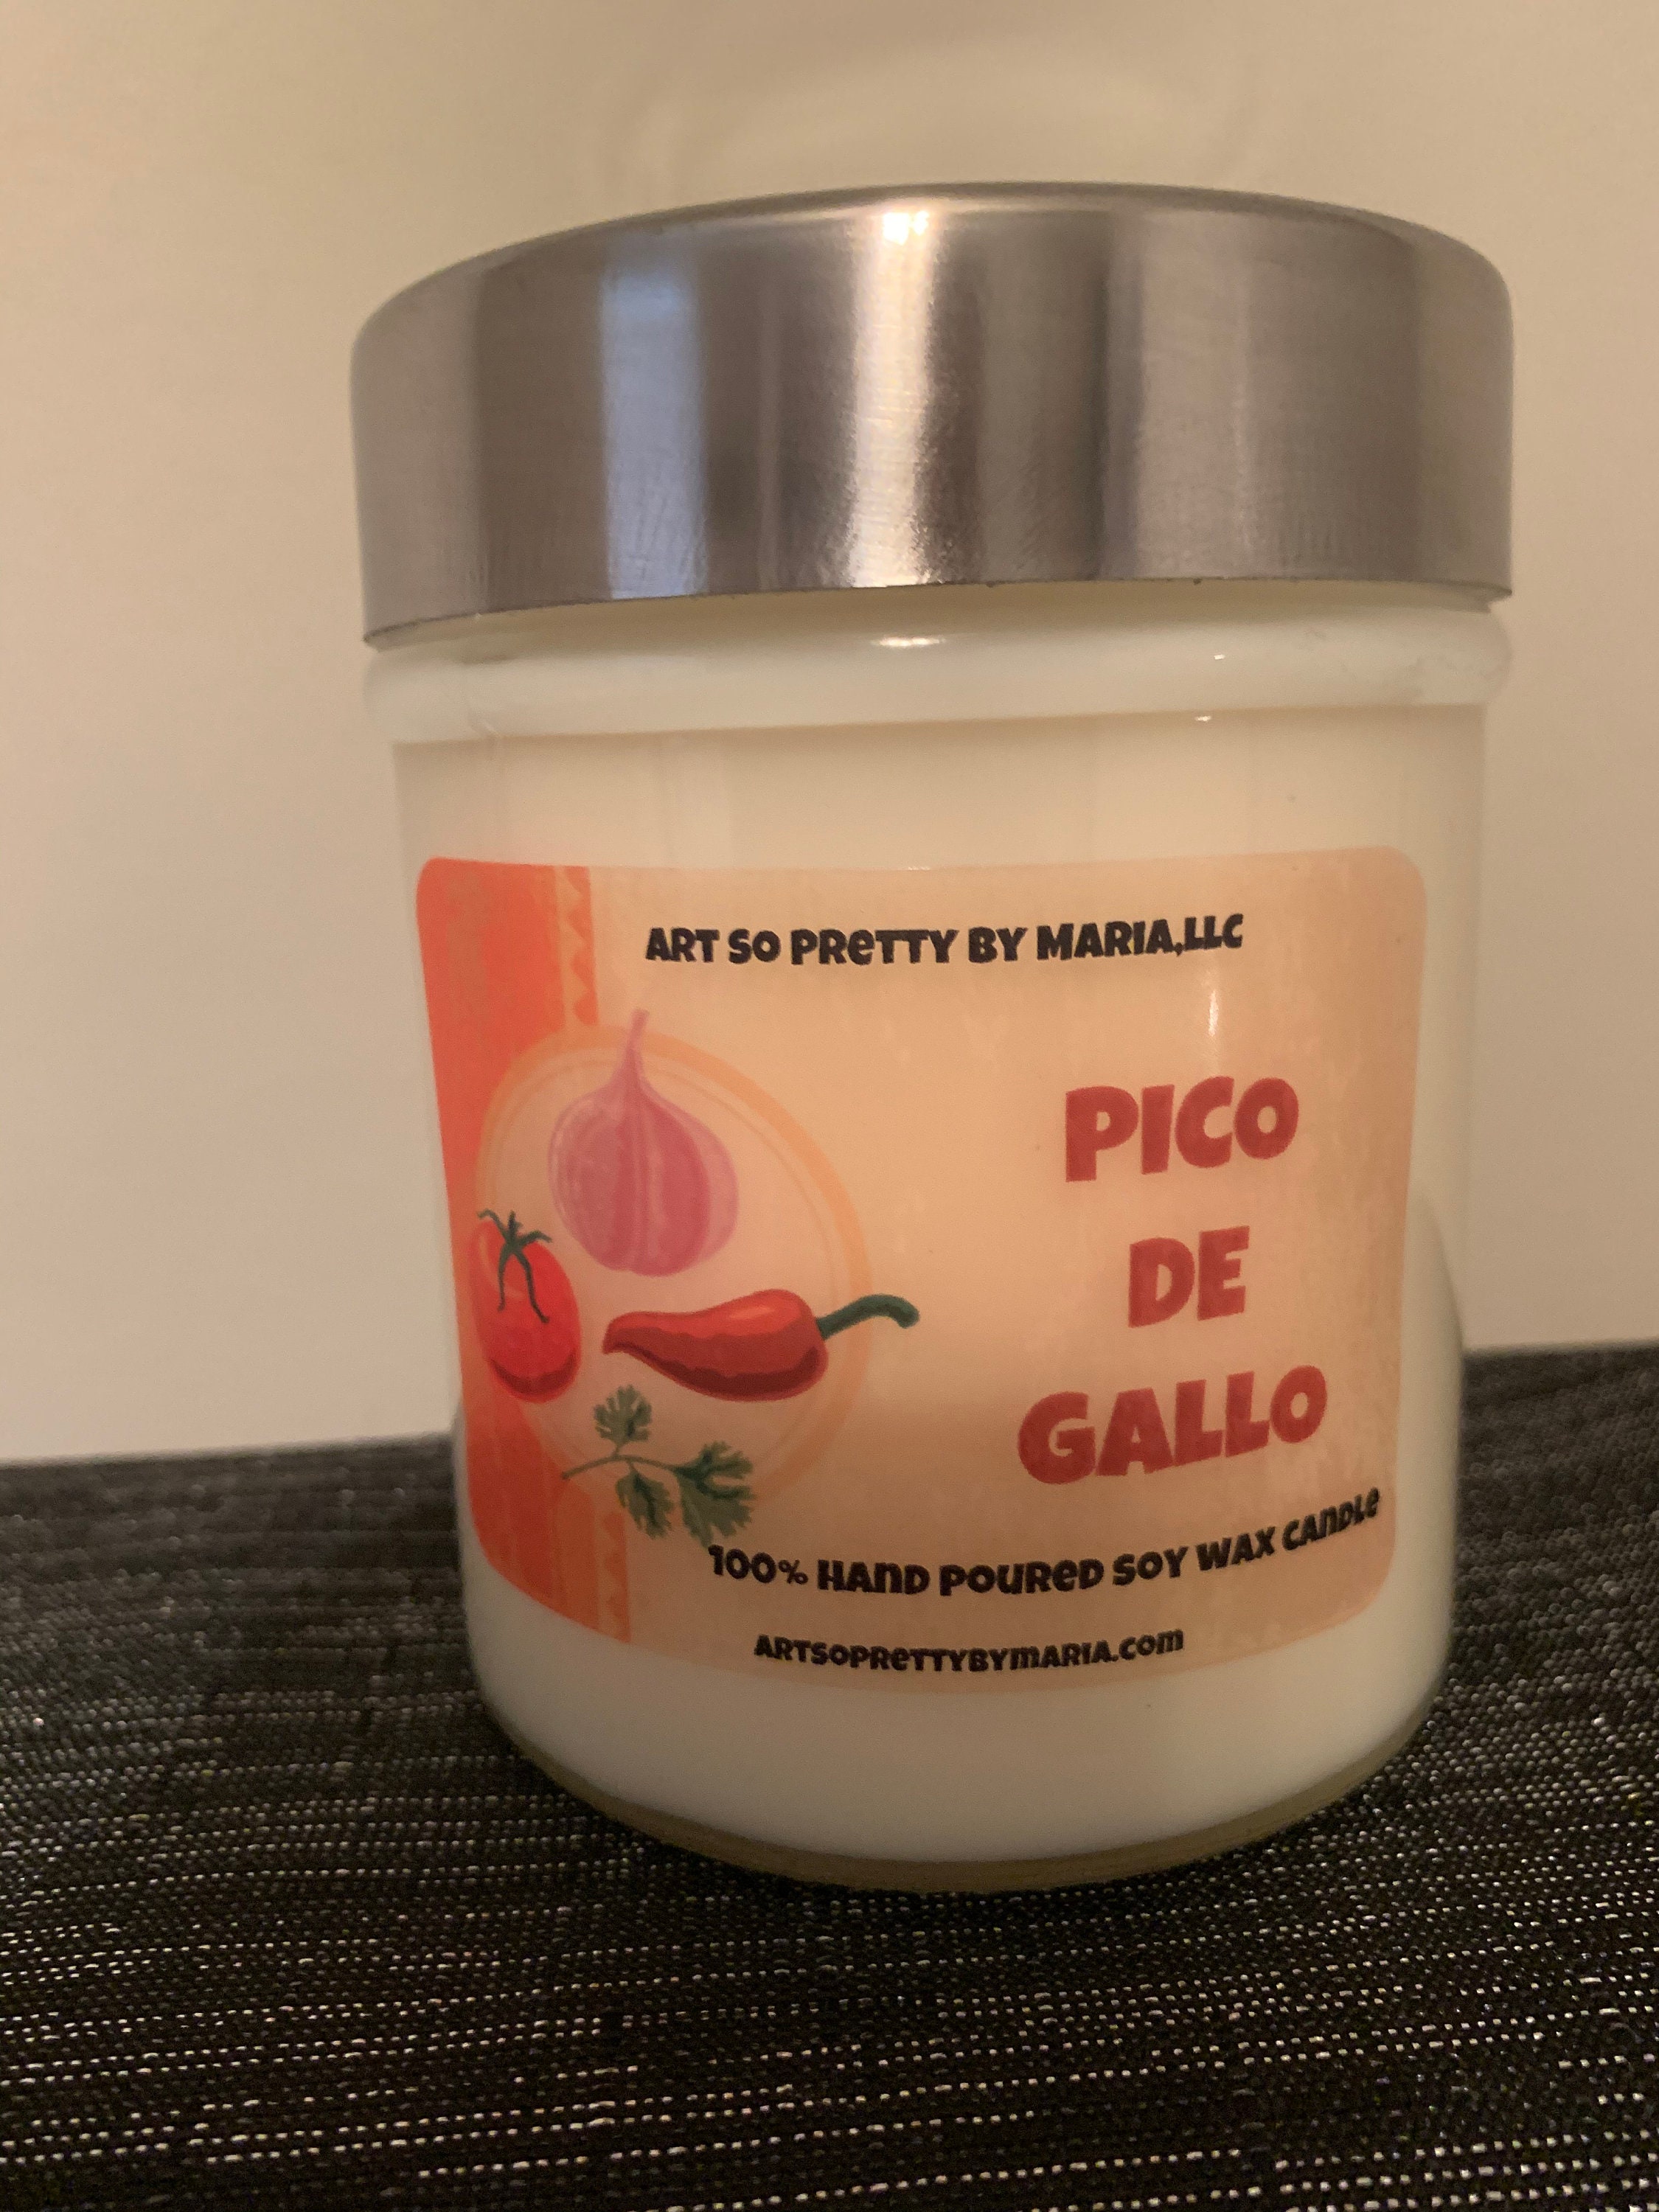 ART SO PRETTY BY MARIA,LLC
PICO
DE
GALLO
100% HAND POURED SOY WAX CANDLE
ARTSOPRETTYBYMARIA.COM